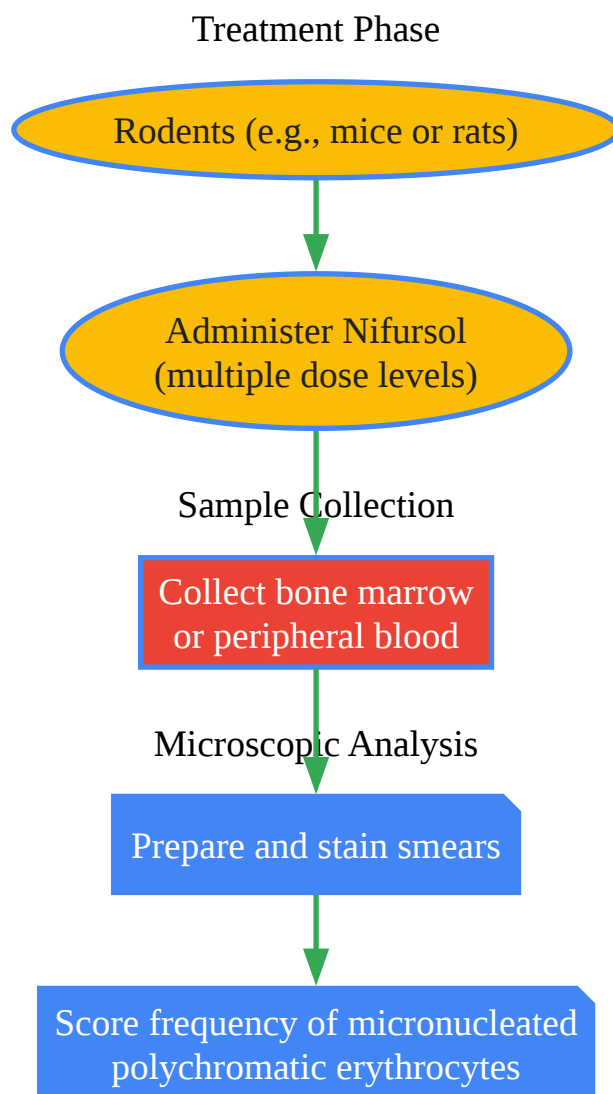 Treatment Phase
Rodents (e.g., mice or rats)
Administer Nifursol
(multiple dose levels)
Sample Collection
Collect bone marrow
or peripheral blood
Microscopic Analysis
Prepare and stain smears
Score frequency of micronucleated
polychromatic erythrocytes